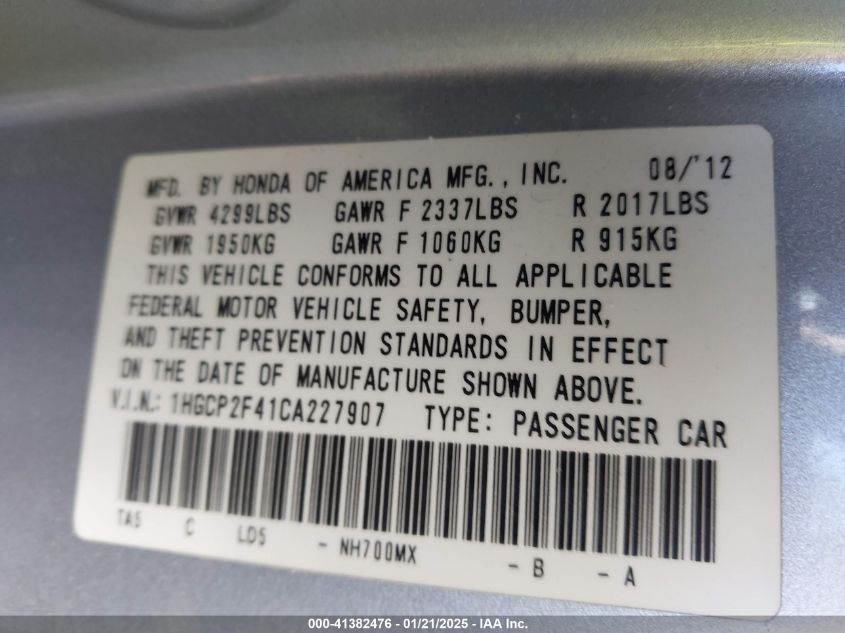 MFD. BY HONDA OF AMERICA MFG., INC. 08/'12
GVWR 4299LBS GAWR F 2337LBS R 2017LBS
GVWR 1950KG GAWR F 1060KG R 915KG
THIS VEHICLE CONFORMS TO ALL APPLICABLE
FEDERAL MOTOR VEHICLE SAFETY, BUMPER,
AND THEFT PREVENTION STANDARDS IN EFFECT
ON THE DATE OF MANUFACTURE SHOWN ABOVE.
V.I.N.: 1HGCP2F41CA227907 TYPE: PASSENGER CAR
TA5 C LD5 - NH700MX - B - A
000-41382476 — 01/21/2025 — IAA Inc.